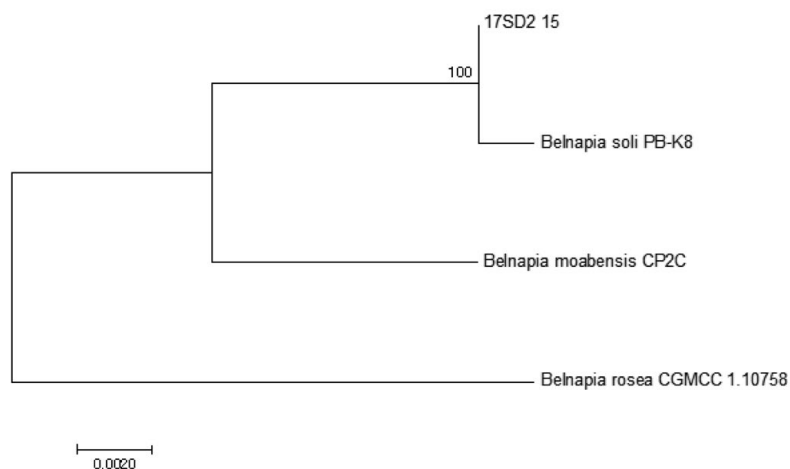 17SD2 15
100
Belnapia soli PB-K8
Belnapia moabensis CP2C
Belnapia rosea CGMCC 1.10758
0.0020